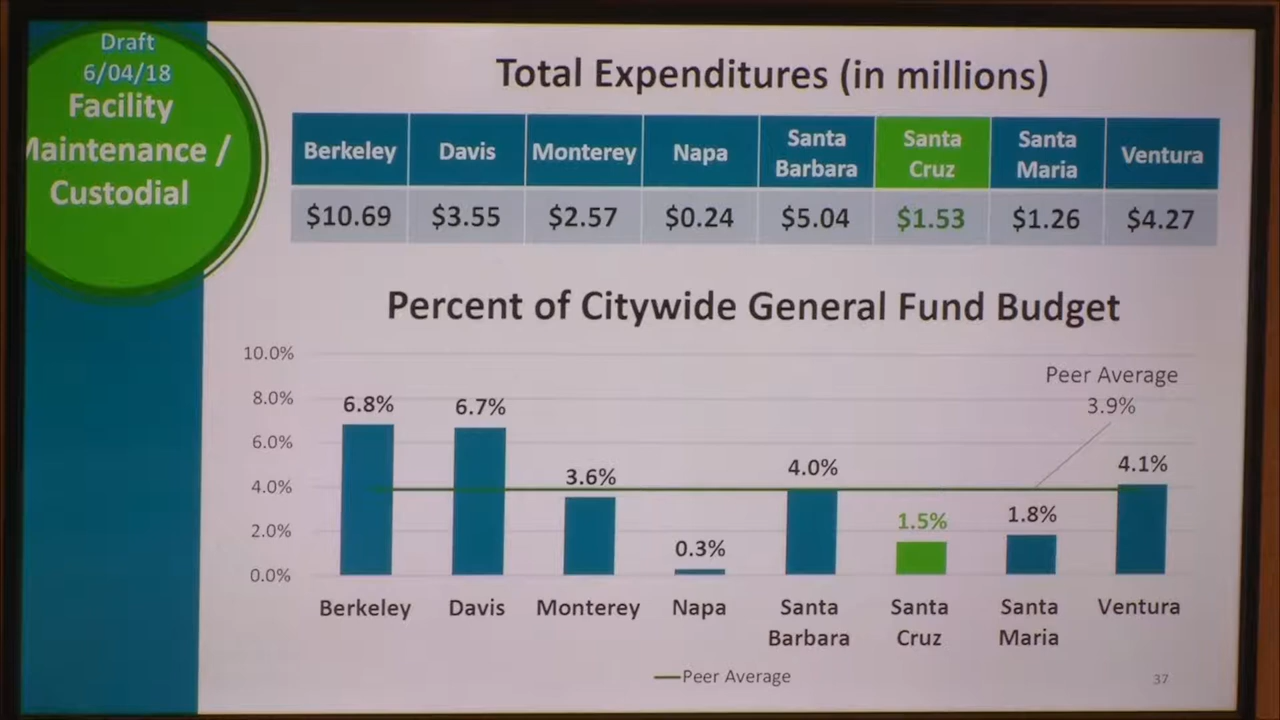 Draft
6/04/18
Facility
Maintenance /
Custodial
Total Expenditures (in millions)
Berkeley Davis Monterey Napa Santa Barbara Santa Cruz Santa Maria Ventura
$10.69 $3.55 $2.57 $0.24 $5.04 $1.53 $1.26 $4.27
Percent of Citywide General Fund Budget
10.0%
8.0%
6.0%
4.0%
2.0%
0.0%
Peer Average
3.9%
6.8% 6.7% 3.6% 0.3% 4.0% 1.5% 1.8% 4.1%
Berkeley Davis Monterey Napa Santa Barbara Santa Cruz Santa Maria Ventura
Peer Average
37